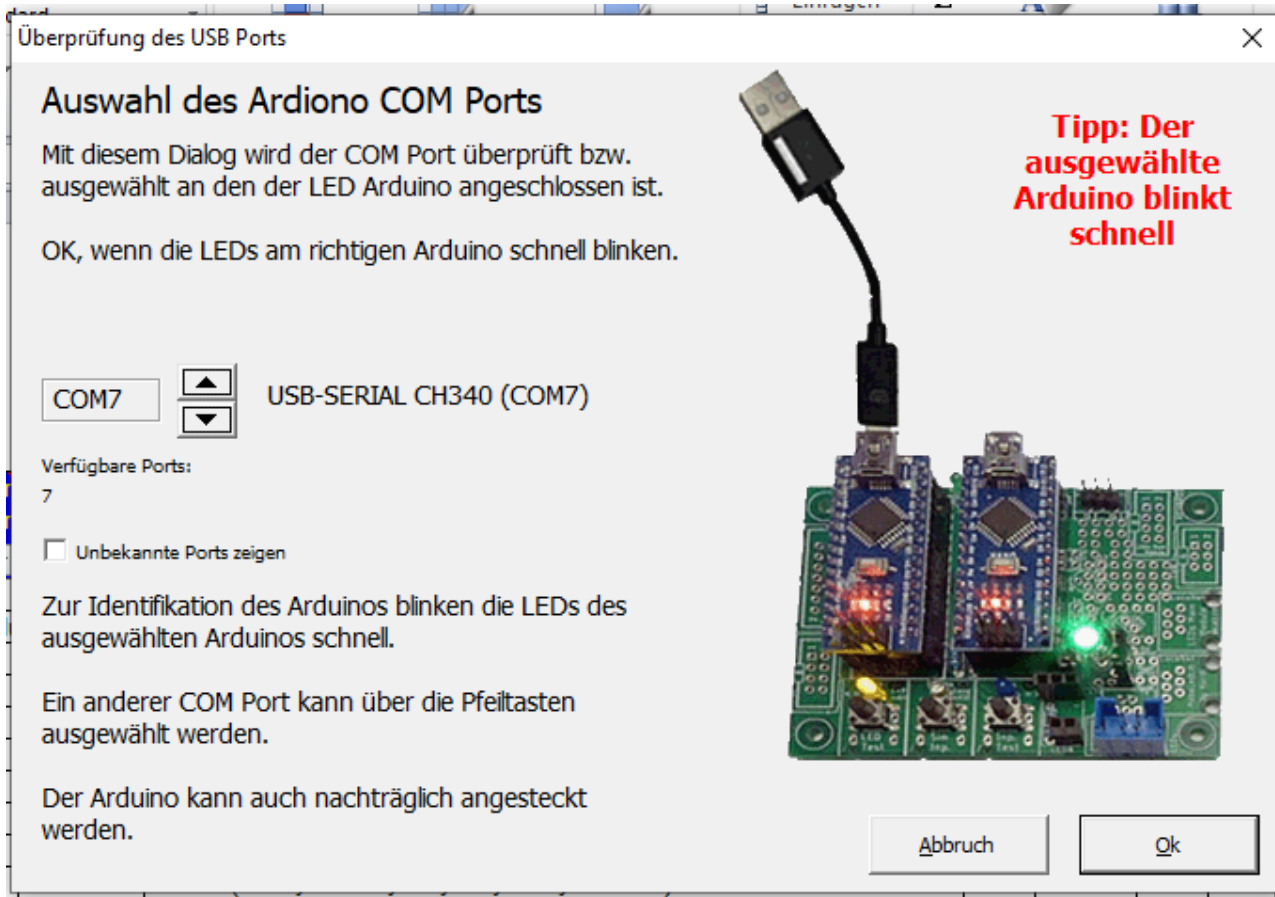 Überprüfung des USB Ports
Auswahl des Ardiono COM Ports
Mit diesem Dialog wird der COM Port überprüft bzw.
ausgewählt an den der LED Arduino angeschlossen ist.
OK, wenn die LEDs am richtigen Arduino schnell blinken.
Tipp: Der
ausgewählte
Arduino blinkt
schnell
COM7
USB-SERIAL CH340 (COM7)
Verfügbare Ports:
7
Unbekannte Ports zeigen
Zur Identifikation des Arduinos blinken die LEDs des
ausgewählten Arduinos schnell.
Ein anderer COM Port kann über die Pfeiltasten
ausgewählt werden.
Der Arduino kann auch nachträglich angesteckt
werden.
LED
Test
Inp.
Test
Abbruch
Ok